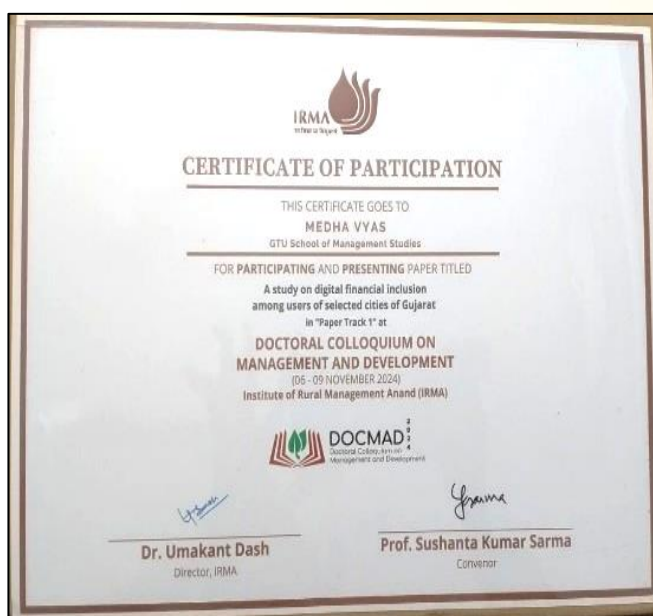 IRMA
CERTIFICATE OF PARTICIPATION
THIS CERTIFICATE GOES TO
MEDHA VYAS
GTU School of Management Studies
FOR PARTICIPATING AND PRESENTING PAPER TITLED
A study on digital financial inclusion
among users of selected cities of Gujarat
in "Paper Track 1" at
DOCTORAL COLLOQUIUM ON
MANAGEMENT AND DEVELOPMENT
(06 - 09 NOVEMBER 2024)
Institute of Rural Management Anand (IRMA)
DOCMAD 2024
Doctoral Colloquium on
Management and Development
Dr. Umakant Dash
Director, IRMA
Prof. Sushanta Kumar Sarma
Convenor